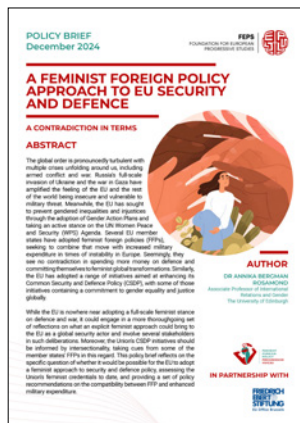 POLICY BRIEF
December 2024
FEPS
FOUNDATION FOR EUROPEAN
PROGRESSIVE STUDIES
A FEMINIST FOREIGN POLICY
APPROACH TO EU SECURITY
AND DEFENCE
A CONTRADICTION IN TERMS
ABSTRACT
The global order is pronouncedly turbulent with
multiple crises unfolding around us, including
armed conflict and war. Russia's full-scale
invasion of Ukraine and the war in Gaza have
amplified the feeling of the EU and the rest
of the world being insecure and vulnerable to
military threat. Meanwhile, the EU has sought
to prevent gendered inequalities and injustices
through the adoption of Gender Action Plans and
taking an active stance on the UN Women Peace
and Security (WPS) Agenda. Several EU member
states have adopted feminist foreign policies (FFPs),
seeking to combine that move with increased military
expenditure in times of instability in Europe. Seemingly, they
see no contradiction in spending more money on defence and
committing themselves to feminist global transformations. Similarly,
the EU has adopted a range of initiatives aimed at enhancing its
Common Security and Defence Policy (CSDP), with some of those
initiatives containing a commitment to gender equality and justice
globally.
While the EU is nowhere near adopting a full-scale feminist stance
on defence and war, it could engage in a more thoroughgoing set
of reflections on what an explicit feminist approach could bring to
the EU as a global security actor and involve several stakeholders
in such deliberations. Moreover, the Union's CSDP initiatives should
be informed by intersectionality, taking cues from some of the
member states' FFPs in this regard. This policy brief reflects on the
specific question of whether it would be possible for the EU to adopt
a feminist approach to security and defence policy, assessing the
Union's feminist credentials to date, and providing a set of policy
recommendations on the compatibility between FFP and enhanced
military expenditure.
AUTHOR
DR ANNIKA BERGMAN
ROSAMOND
Associate Professor of International
Relations and Gender
The University of Edinburgh
IN PARTNERSHIP WITH
FRIEDRICH
EBERT
STIFTUNG